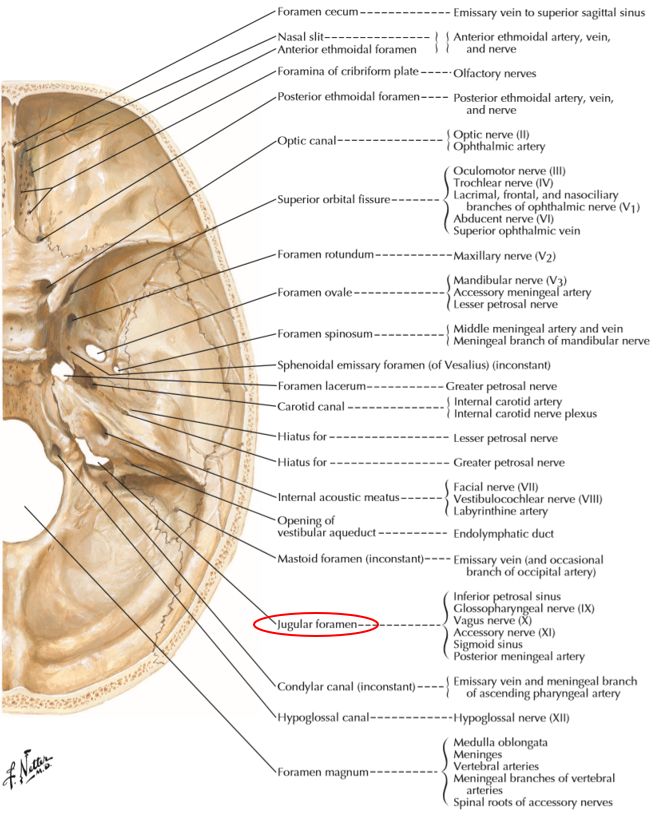 Foramen cecum Emissary vein to superior sagittal sinus
Nasal slit Anterior ethmoidal artery, vein,
Anterior ethmoidal foramen and nerve
Foramina of cribriform plate Olfactory nerves
Posterior ethmoidal foramen Posterior ethmoidal artery, vein,
and nerve
Optic canal Optic nerve (II)
Ophthalmic artery
Superior orbital fissure Oculomotor nerve (III)
Trochlear nerve (IV)
Lacrimal, frontal, and nasociliary
branches of ophthalmic nerve (V1)
Abducent nerve (VI)
Superior ophthalmic vein
Foramen rotundum Maxillary nerve (V2)
Foramen ovale Mandibular nerve (V3)
Accessory meningeal artery
Lesser petrosal nerve
Foramen spinosum Middle meningeal artery and vein
Meningeal branch of mandibular nerve
Sphenoidal emissary foramen (of Vesalius) (inconstant)
Foramen lacerum Greater petrosal nerve
Carotid canal Internal carotid artery
Internal carotid nerve plexus
Hiatus for Lesser petrosal nerve
Hiatus for Greater petrosal nerve
Internal acoustic meatus Facial nerve (VII)
Vestibulocochlear nerve (VIII)
Labyrinthine artery
Opening of
vestibular aqueduct Endolymphatic duct
Mastoid foramen (inconstant) Emissary vein (and occasional
branch of occipital artery)
Jugular foramen Inferior petrosal sinus
Glossopharyngeal nerve (IX)
Vagus nerve (X)
Accessory nerve (XI)
Sigmoid sinus
Posterior meningeal artery
Condylar canal (inconstant) Emissary vein and meningeal branch
of ascending pharyngeal artery
Hypoglossal canal Hypoglossal nerve (XII)
Foramen magnum Medulla oblongata
Meninges
Vertebral arteries
Meningeal branches of vertebral
arteries
Spinal roots of accessory nerves
F. Netter
M.D.